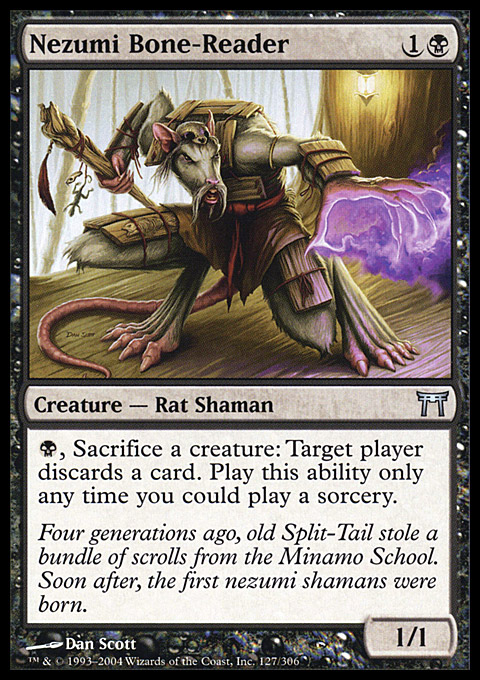 Nezumi Bone-Reader 1
DAN SCOTT
Creature — Rat Shaman
, Sacrifice a creature: Target player
discards a card. Play this ability only
any time you could play a sorcery.
Four generations ago, old Split-Tail stole a
bundle of scrolls from the Minamo School.
Soon after, the first nezumi shamans were
born.
Dan Scott
1/1
™ & © 1993–2004 Wizards of the Coast, Inc. 127/306